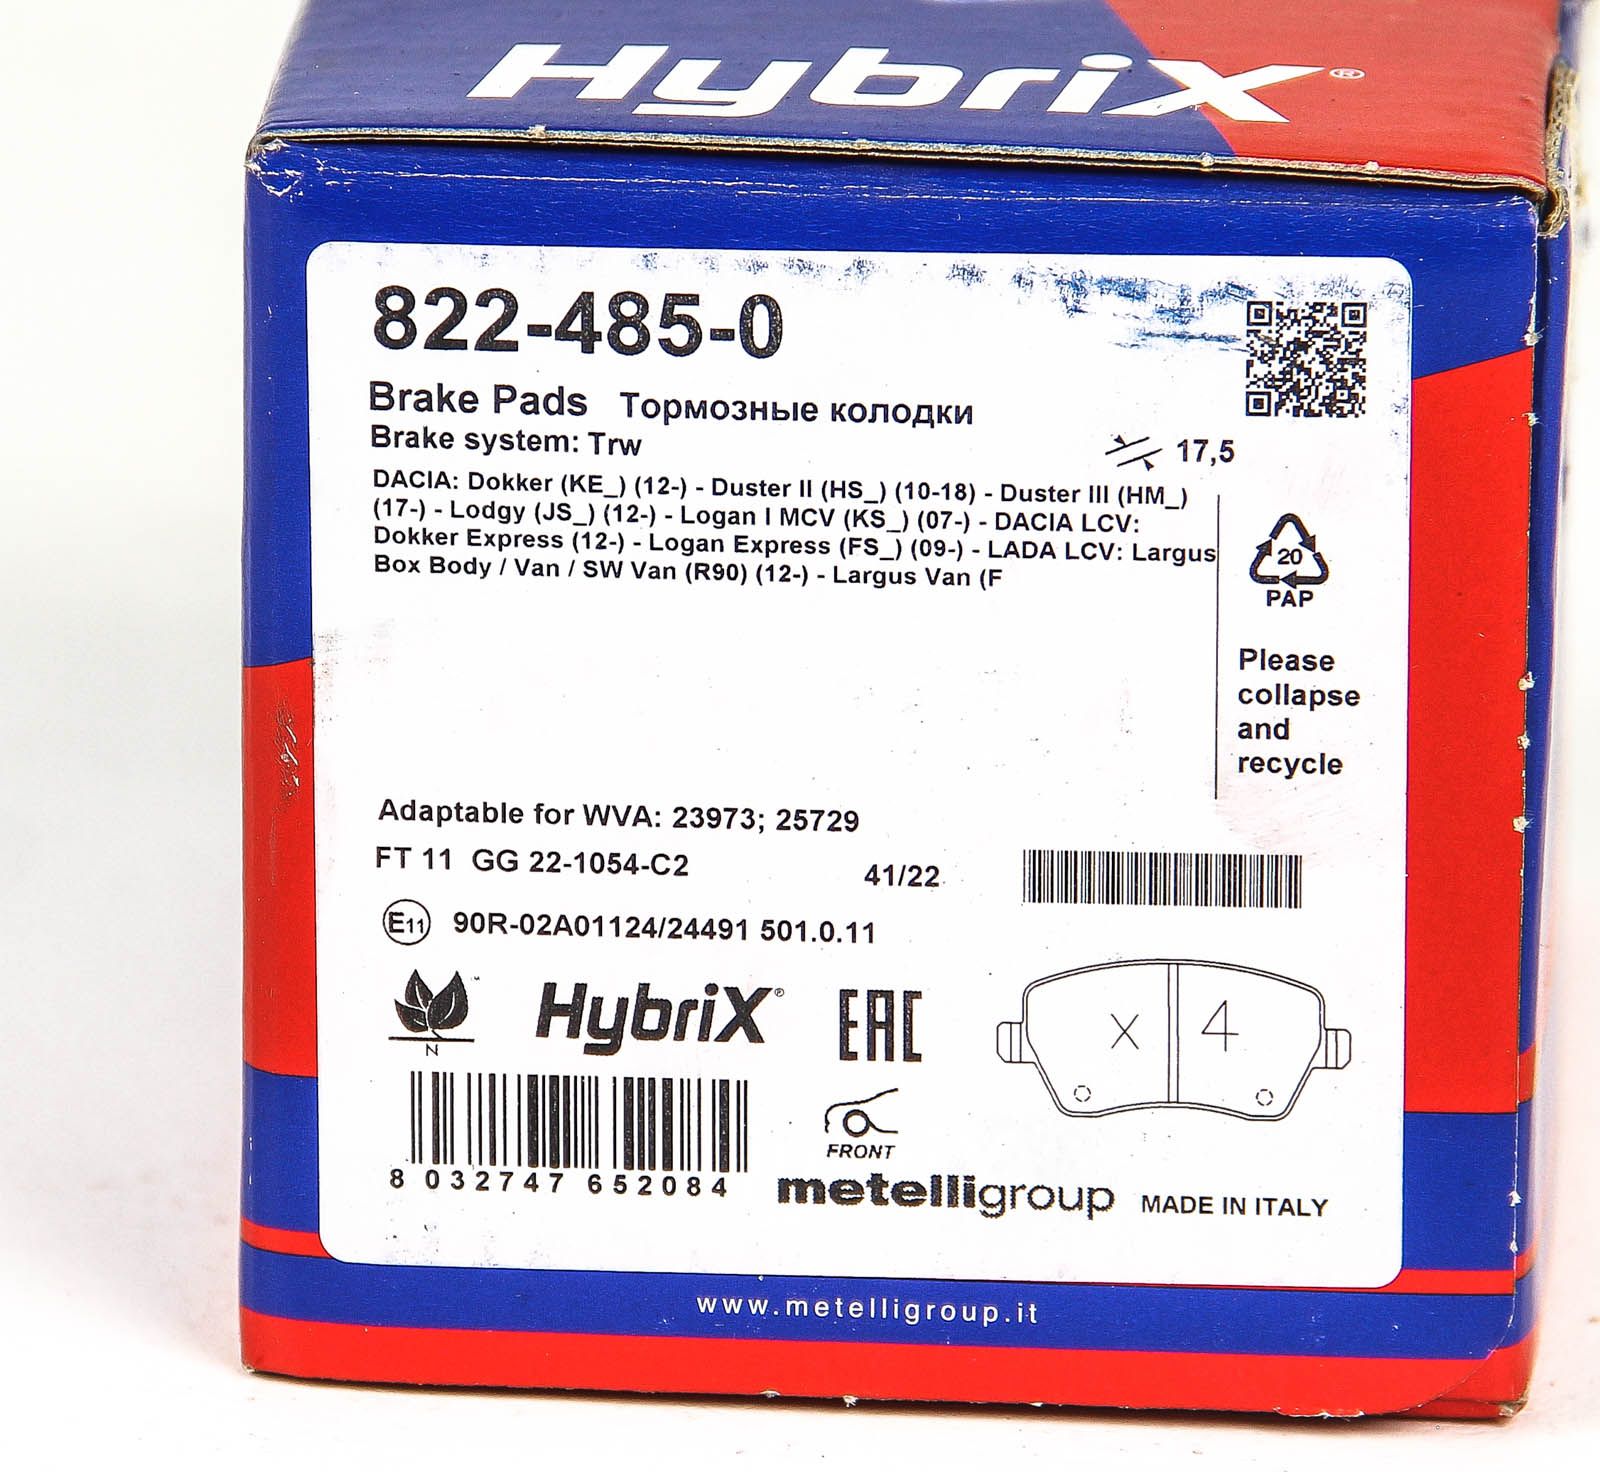 HybriX®
822-485-0
Brake Pads Тормозные колодки
Brake system: Trw
17,5
DACIA: Dokker (KE_) (12-) - Duster II (HS_) (10-18) - Duster III (HM_)
(17-) - Lodgy (JS_) (12-) - Logan I MCV (KS_) (07-) - DACIA LCV:
Dokker Express (12-) - Logan Express (FS_) (09-) - LADA LCV: Largus
Box Body / Van / SW Van (R90) (12-) - Largus Van (F
20
PAP
Please
collapse
and
recycle
Adaptable for WVA: 23973; 25729
FT 11 GG 22-1054-C2
41/22
E11 90R-02A01124/24491 501.0.11
N
HybriX®
EAC
x 4
FRONT
8 032747 652084
metelligroup MADE IN ITALY
www.metelligroup.it